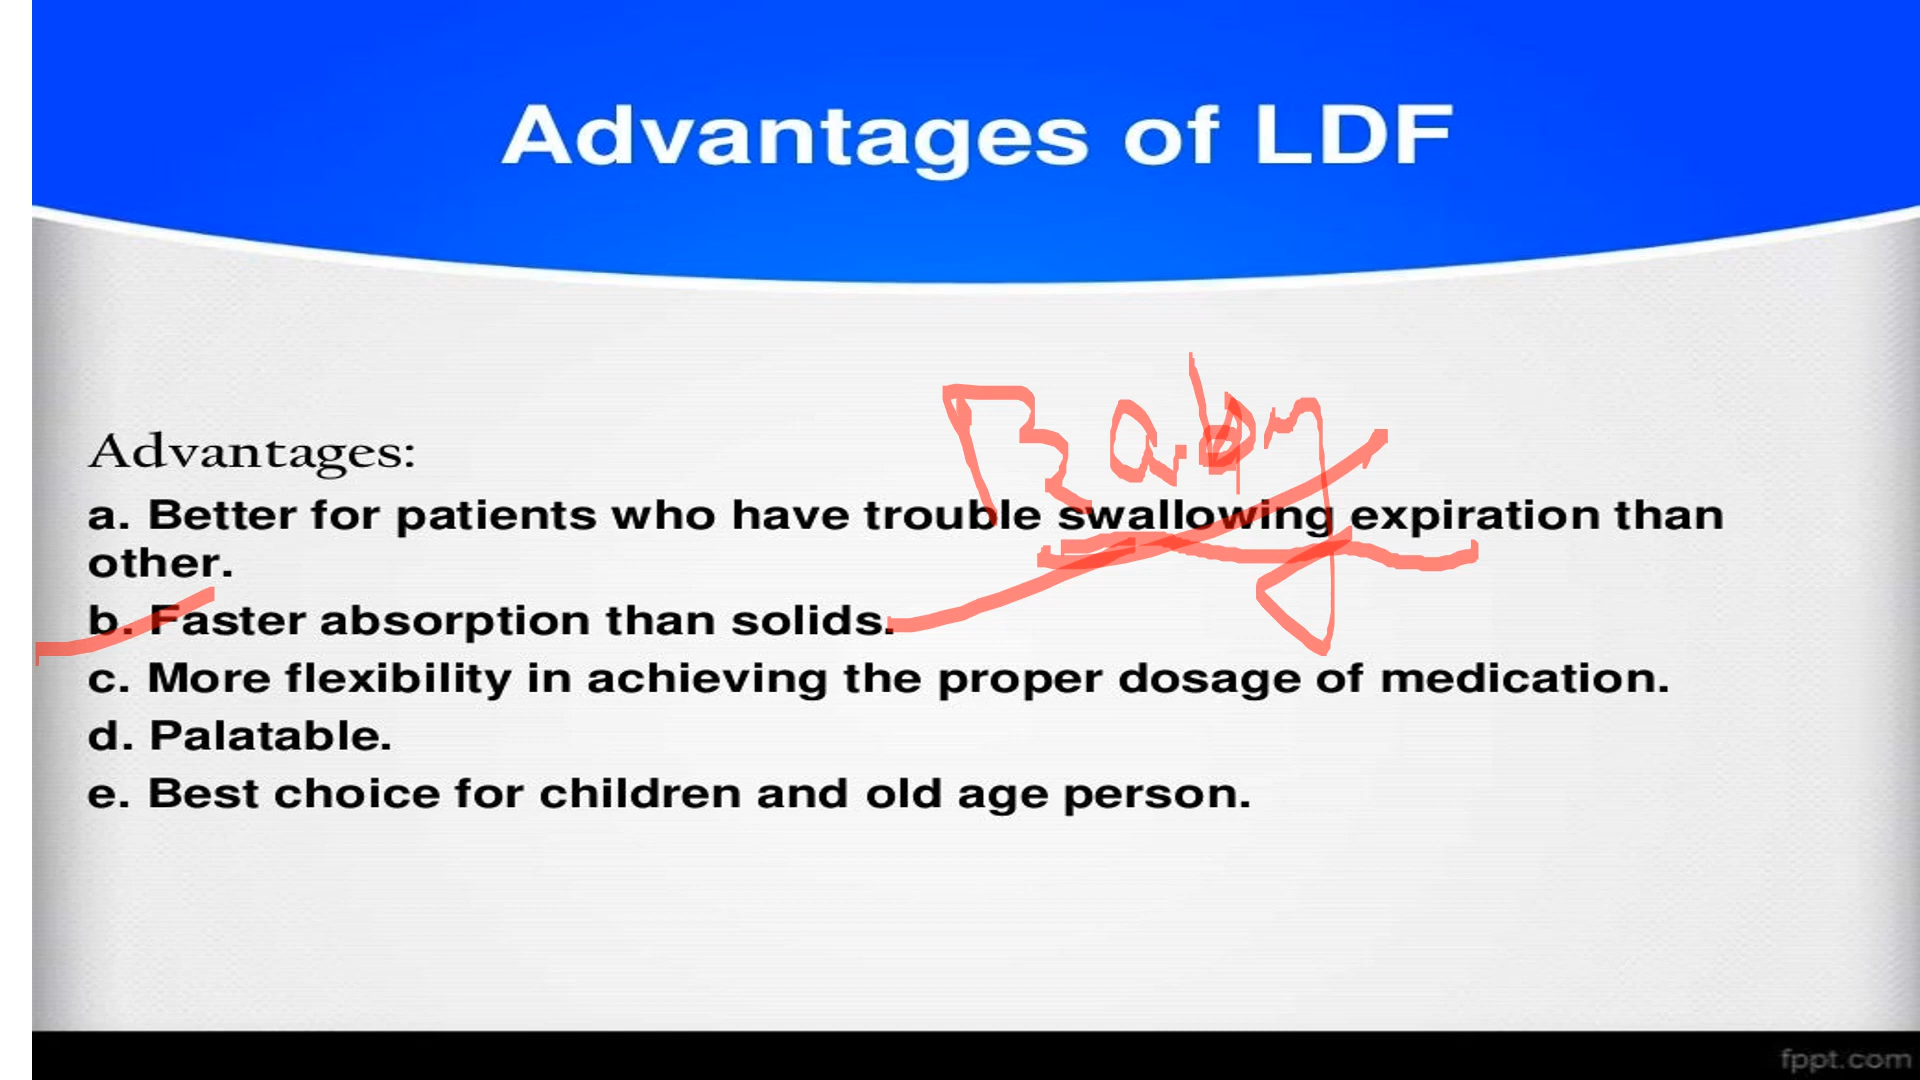 Advantages of LDF
Baby
Advantages:
a. Better for patients who have trouble swallowing expiration than
other.
b. Faster absorption than solids.
c. More flexibility in achieving the proper dosage of medication.
d. Palatable.
e. Best choice for children and old age person.
fppt.com